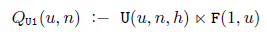 Q_{U1}(u, n) :− U(u, n, h) ⋉ F(1, u)